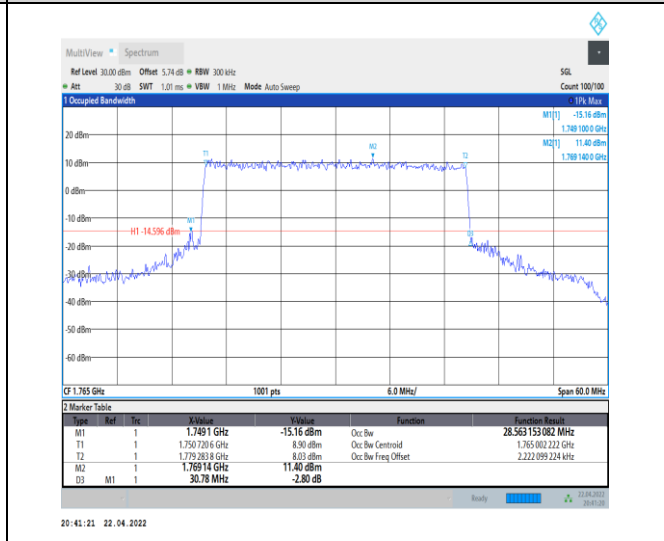 MultiView Spectrum
Ref Level 30.00 dBm Offset 5.74 dB RBW 300 kHz SGL
Att 30 dB SWT 1.01 ms VBW 1 MHz Mode Auto Sweep Count 100/100
1 Occupied Bandwidth 1Pk Max
M1[1] -15.16 dBm
1.749 100 0 GHz
M2[1] 11.40 dBm
1.769 140 0 GHz
20 dBm
M2
T1
T2
10 dBm
0 dBm
-10 dBm
M1
H1 -14.596 dBm
D3
-20 dBm
-30 dBm
-40 dBm
-50 dBm
-60 dBm
CF 1.765 GHz 1001 pts 6.0 MHz/ Span 60.0 MHz
2 Marker Table
Type Ref Trc X-Value Y-Value Function Function Result
M1 1 1.7491 GHz -15.16 dBm Occ Bw 28.563 153 082 MHz
T1 1 1.750 720 6 GHz 8.90 dBm Occ Bw Centroid 1.765 002 222 GHz
T2 1 1.779 283 8 GHz 8.03 dBm Occ Bw Freq Offset 2.222 099 224 kHz
M2 1 1.769 14 GHz 11.40 dBm
D3 M1 1 30.78 MHz -2.80 dB
Ready 22.04.2022
20:41:20
20:41:21 22.04.2022